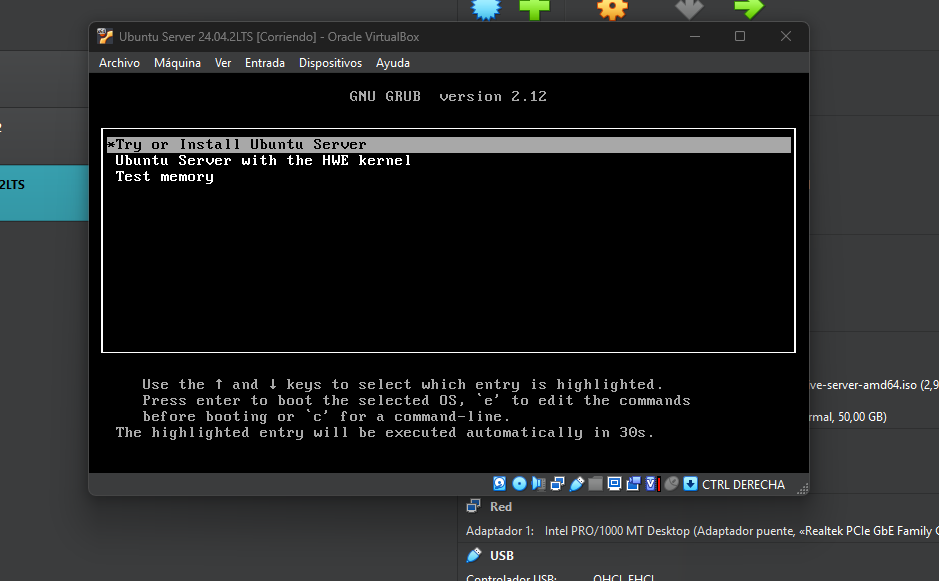 Ubuntu Server 24.04.2LTS [Corriendo] - Oracle VirtualBox
Archivo Máquina Ver Entrada Dispositivos Ayuda
GNU GRUB version 2.12
*Try or Install Ubuntu Server
Ubuntu Server with the HWE kernel
Test memory
2
2LTS
Use the ↑ and ↓ keys to select which entry is highlighted.
Press enter to boot the selected OS, `e' to edit the commands
before booting or `c' for a command-line.
The highlighted entry will be executed automatically in 30s.
ve-server-amd64.iso (2,9
rmal, 50,00 GB)
CTRL DERECHA
Red
Adaptador 1: Intel PRO/1000 MT Desktop (Adaptador puente, «Realtek PCIe GbE Family C
USB
Controlador USB: OHCI, EHCI